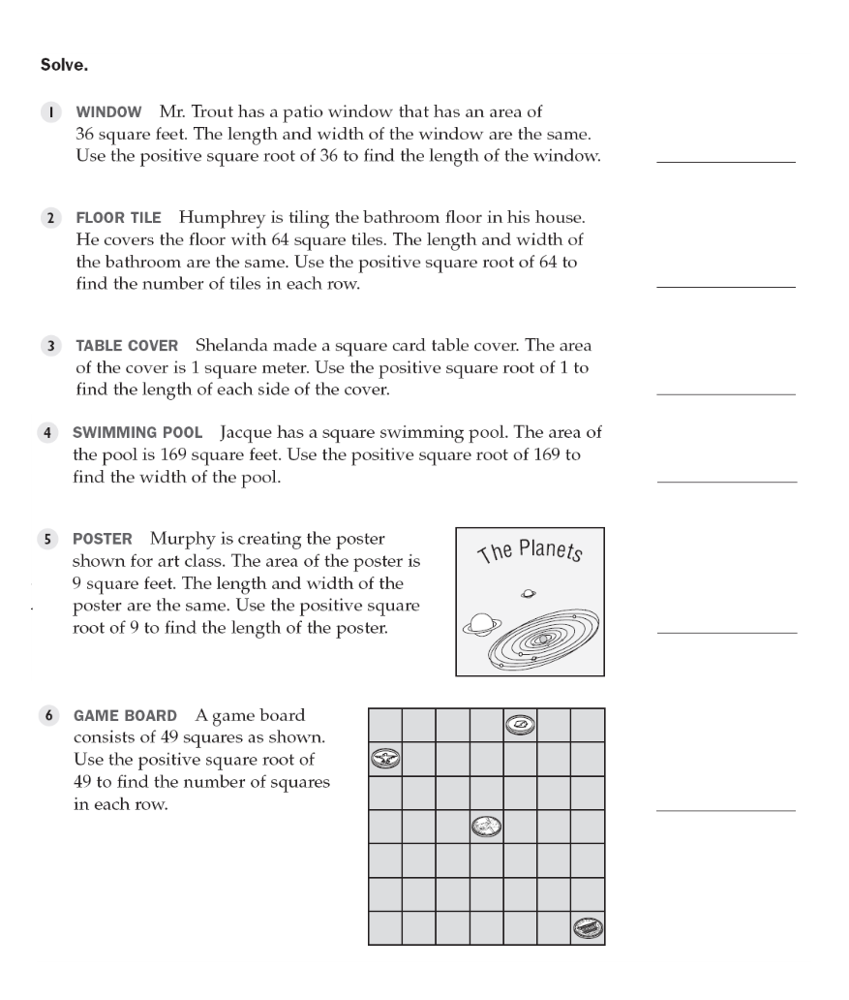 Solve.
1 WINDOW Mr. Trout has a patio window that has an area of
36 square feet. The length and width of the window are the same.
Use the positive square root of 36 to find the length of the window.
2 FLOOR TILE Humphrey is tiling the bathroom floor in his house.
He covers the floor with 64 square tiles. The length and width of
the bathroom are the same. Use the positive square root of 64 to
find the number of tiles in each row.
3 TABLE COVER Shelanda made a square card table cover. The area
of the cover is 1 square meter. Use the positive square root of 1 to
find the length of each side of the cover.
4 SWIMMING POOL Jacque has a square swimming pool. The area of
the pool is 169 square feet. Use the positive square root of 169 to
find the width of the pool.
5 POSTER Murphy is creating the poster
shown for art class. The area of the poster is
9 square feet. The length and width of the
poster are the same. Use the positive square
root of 9 to find the length of the poster.
The Planets
6 GAME BOARD A game board
consists of 49 squares as shown.
Use the positive square root of
49 to find the number of squares
in each row.